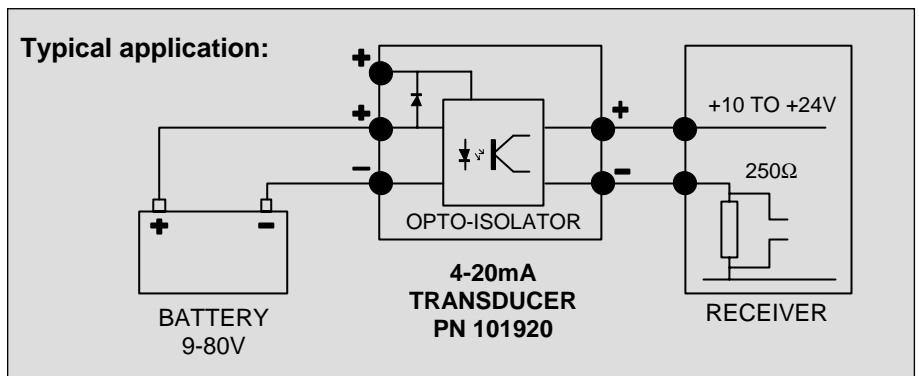 Typical application:
+
+
−
+
−
+10 TO +24V
250Ω
OPTO-ISOLATOR
+ −
4-20mA
TRANSDUCER
PN 101920
BATTERY
9-80V
RECEIVER